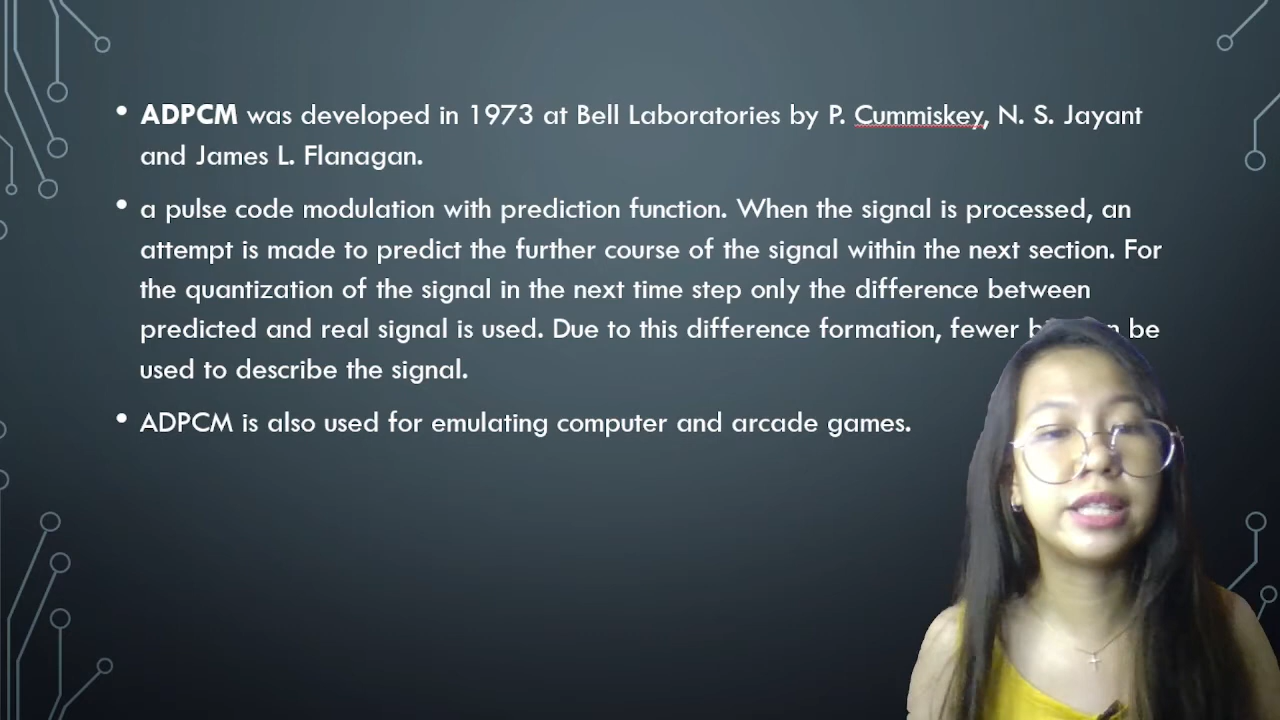 • ADPCM was developed in 1973 at Bell Laboratories by P. Cummiskey, N. S. Jayant
and James L. Flanagan.
• a pulse code modulation with prediction function. When the signal is processed, an
attempt is made to predict the further course of the signal within the next section. For
the quantization of the signal in the next time step only the difference between
predicted and real signal is used. Due to this difference formation, fewer be
used to describe the signal.
• ADPCM is also used for emulating computer and arcade games.